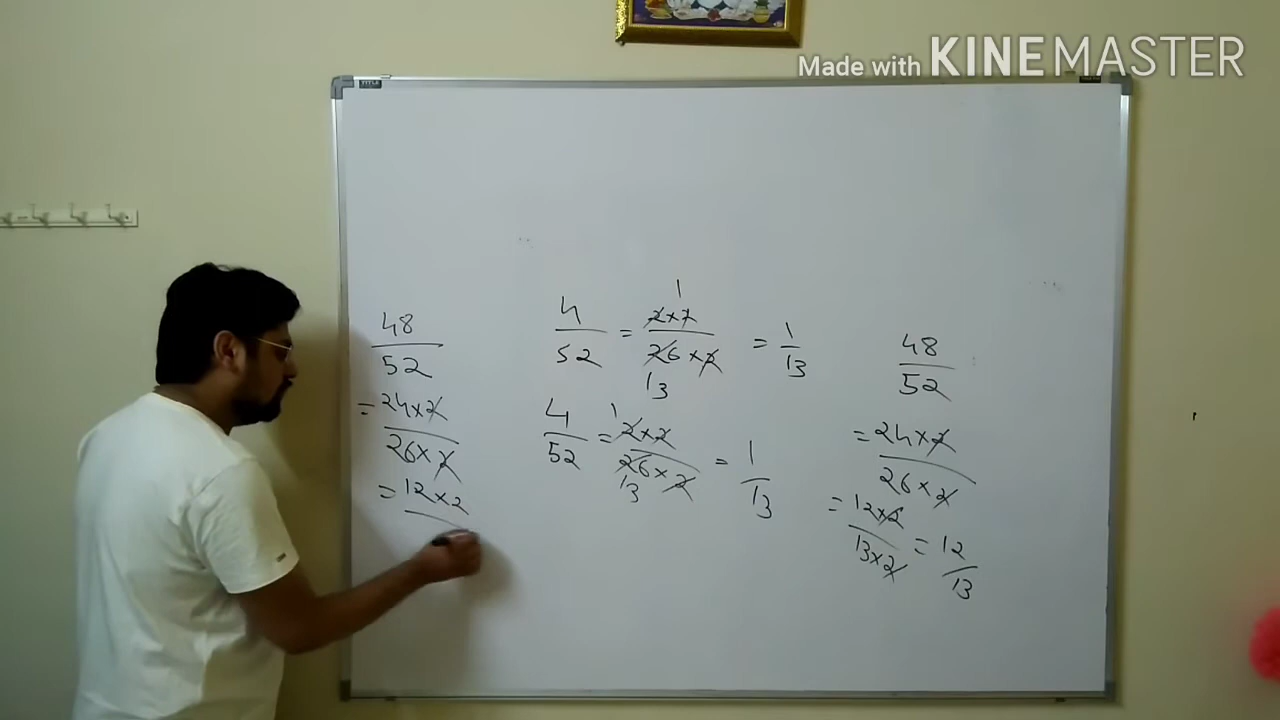 Made with KINEMASTER
48
52
= 24 × 2
26 × 2
= 12 × 2
1
4 = 2 × 2 = 1
52 26 × 2 13
13
4 = 1 2 × 2 = 1
52 26 × 2 13
13
48
52
= 24 × 2
26 × 2
= 12 × 2 = 12
13 × 2 13